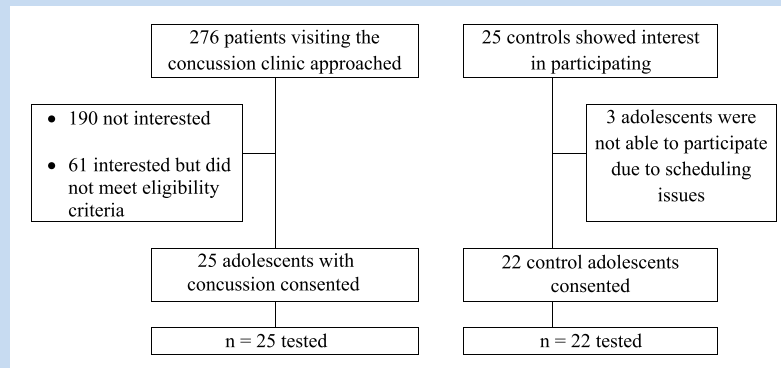 276 patients visiting the
concussion clinic approached
25 controls showed interest
in participating
• 190 not interested
• 61 interested but did
not meet eligibility
criteria
3 adolescents were
not able to participate
due to scheduling
issues
25 adolescents with
concussion consented
22 control adolescents
consented
n = 25 tested
n = 22 tested